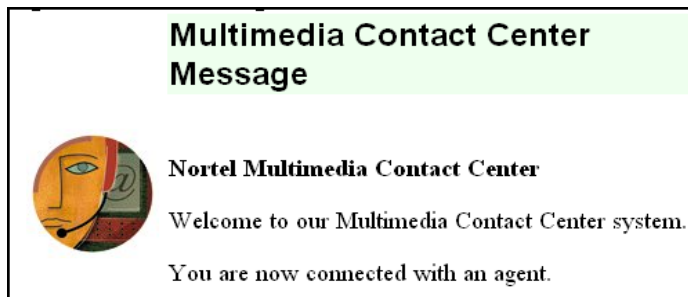 Multimedia Contact Center
Message
@
Nortel Multimedia Contact Center
Welcome to our Multimedia Contact Center system.
You are now connected with an agent.